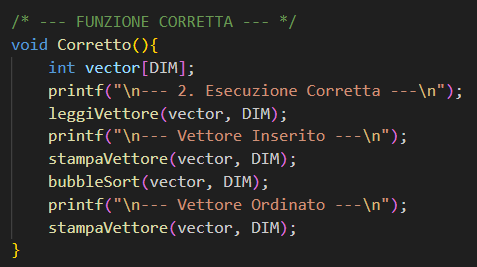 /* --- FUNZIONE CORRETTA --- */
void Corretto(){
    int vector[DIM];
    printf("\n--- 2. Esecuzione Corretta ---\n");
    leggiVettore(vector, DIM);
    printf("\n--- Vettore Inserito ---\n");
    stampaVettore(vector, DIM);
    bubbleSort(vector, DIM);
    printf("\n--- Vettore Ordinato ---\n");
    stampaVettore(vector, DIM);
}